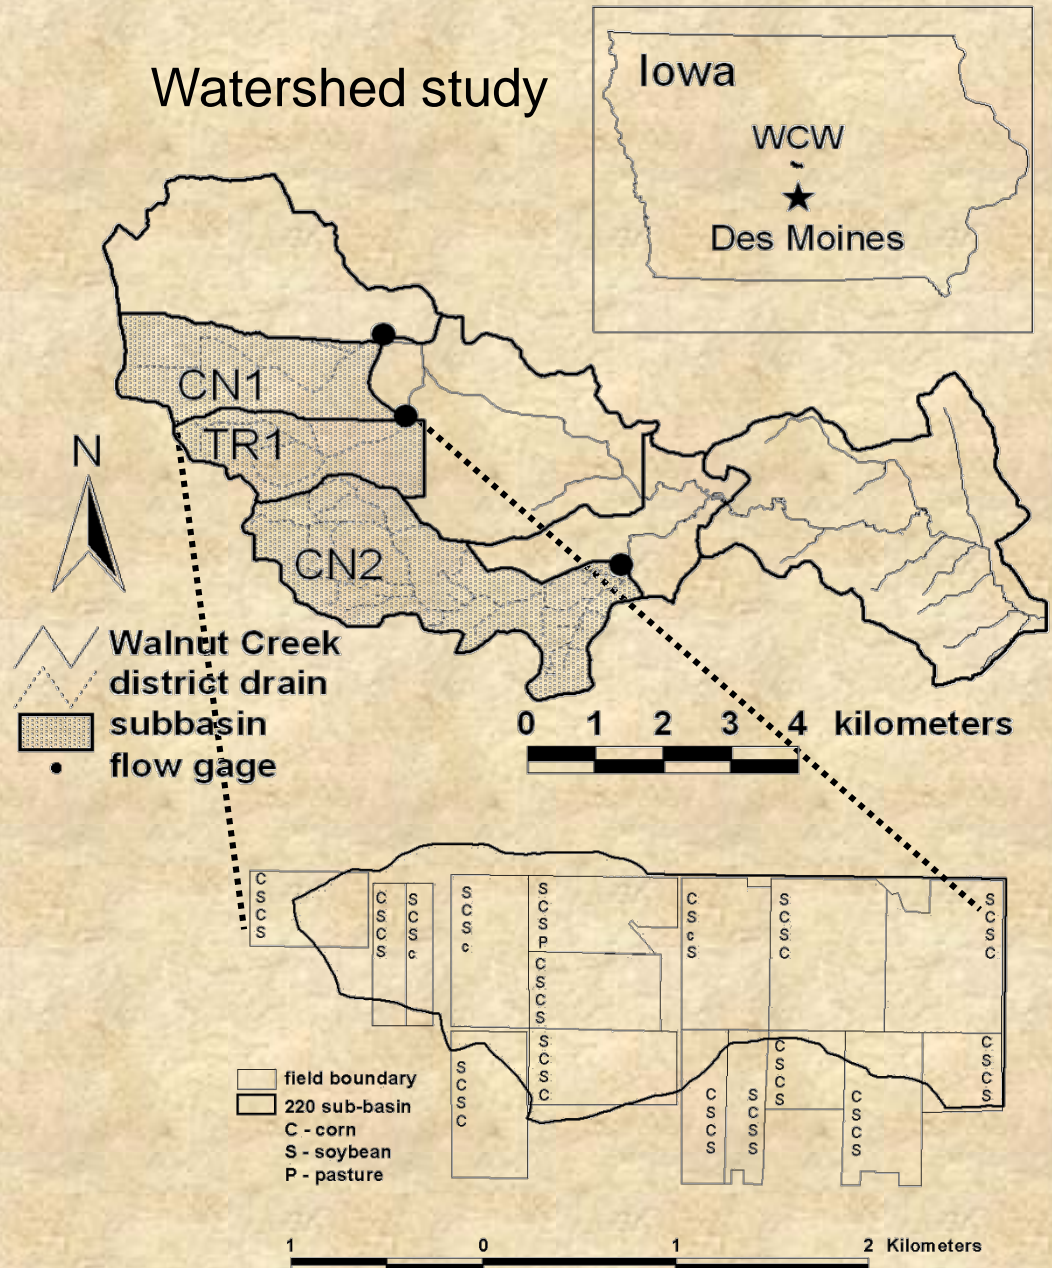 Watershed study
Iowa
WCW
Des Moines
CN1
TR1
CN2
N
Walnut Creek
district drain
subbasin
flow gage
0 1 2 3 4 kilometers
C
S
C
S
C
S
C
S
S
C
S
c
S
C
S
c
S
C
S
P
C
S
C
S
S
C
S
C
C
S
c
S
S
C
S
C
S
C
S
C
S
C
S
C
C
S
C
S
S
C
S
S
C
S
C
S
C
S
C
S
C
S
C
S
field boundary
220 sub-basin
C - corn
S - soybean
P - pasture
1 0 1 2 Kilometers